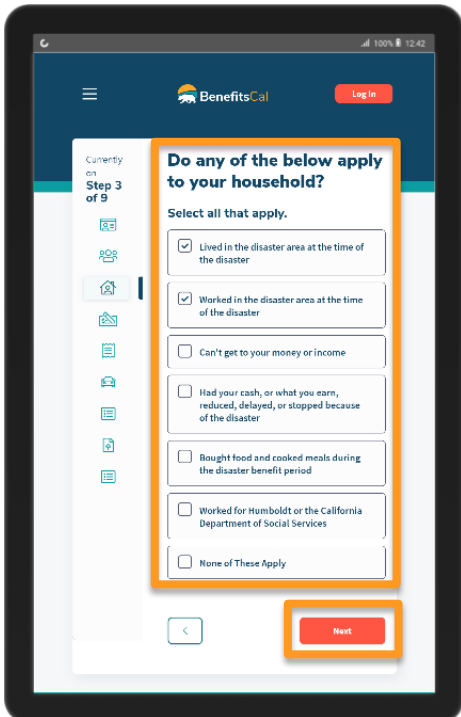 100% 12:42
BenefitsCal
Log In
Currently
on
Step 3
of 9
Do any of the below apply
to your household?
Select all that apply.
Lived in the disaster area at the time of
the disaster
Worked in the disaster area at the time
of the disaster
Can't get to your money or income
Had your cash, or what you earn,
reduced, delayed, or stopped because
of the disaster
Bought food and cooked meals during
the disaster benefit period
Worked for Humboldt or the California
Department of Social Services
None of These Apply
Next